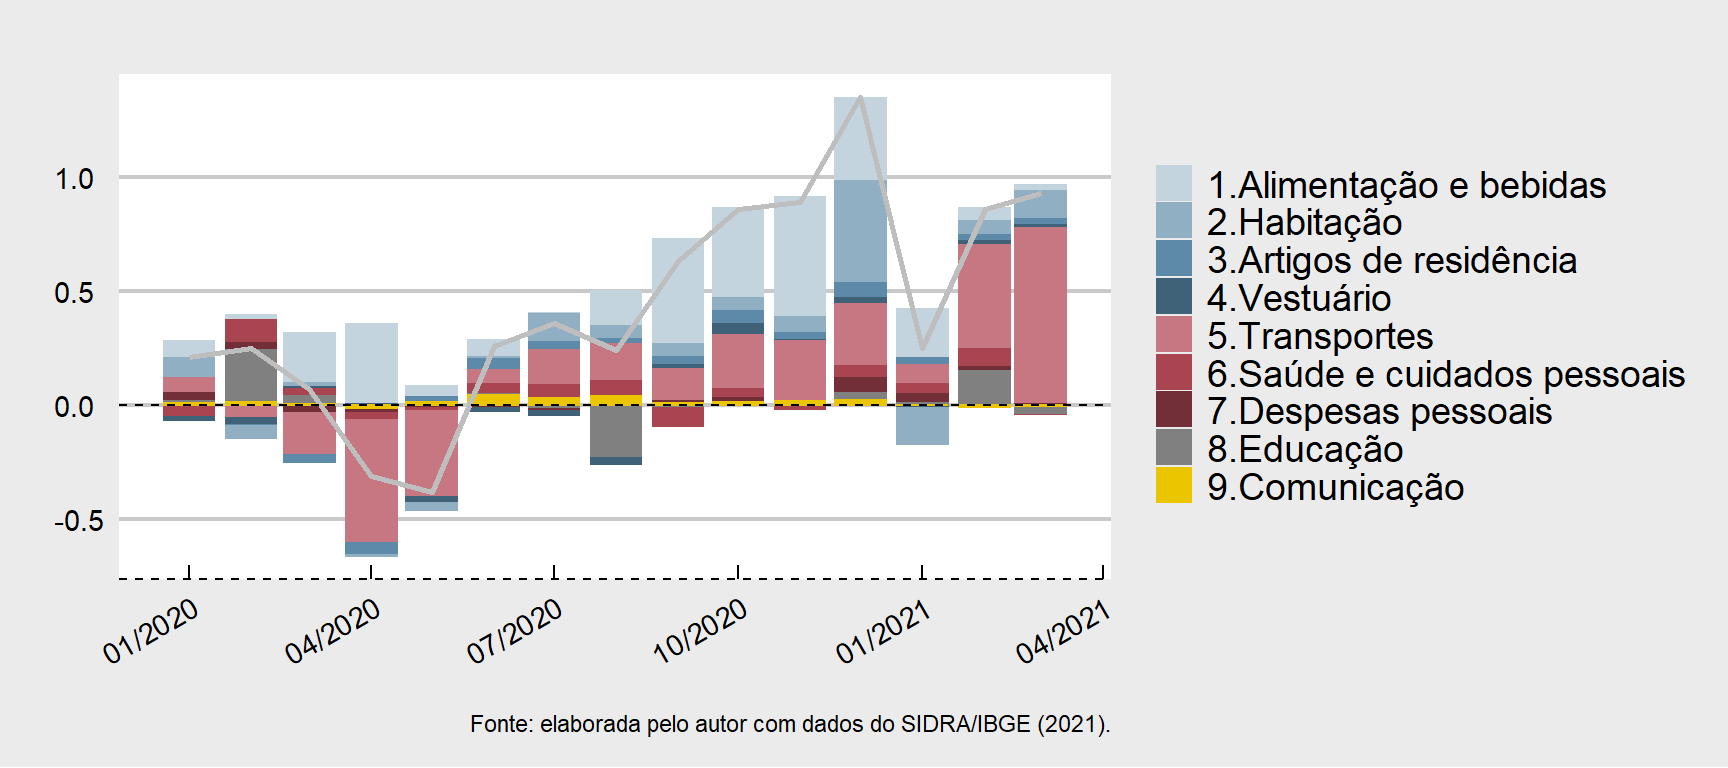 1.0
0.5
0.0
-0.5
01/2020
04/2020
07/2020
10/2020
01/2021
04/2021
1.Alimentação e bebidas
2.Habitação
3.Artigos de residência
4.Vestuário
5.Transportes
6.Saúde e cuidados pessoais
7.Despesas pessoais
8.Educação
9.Comunicação
Fonte: elaborada pelo autor com dados do SIDRA/IBGE (2021).